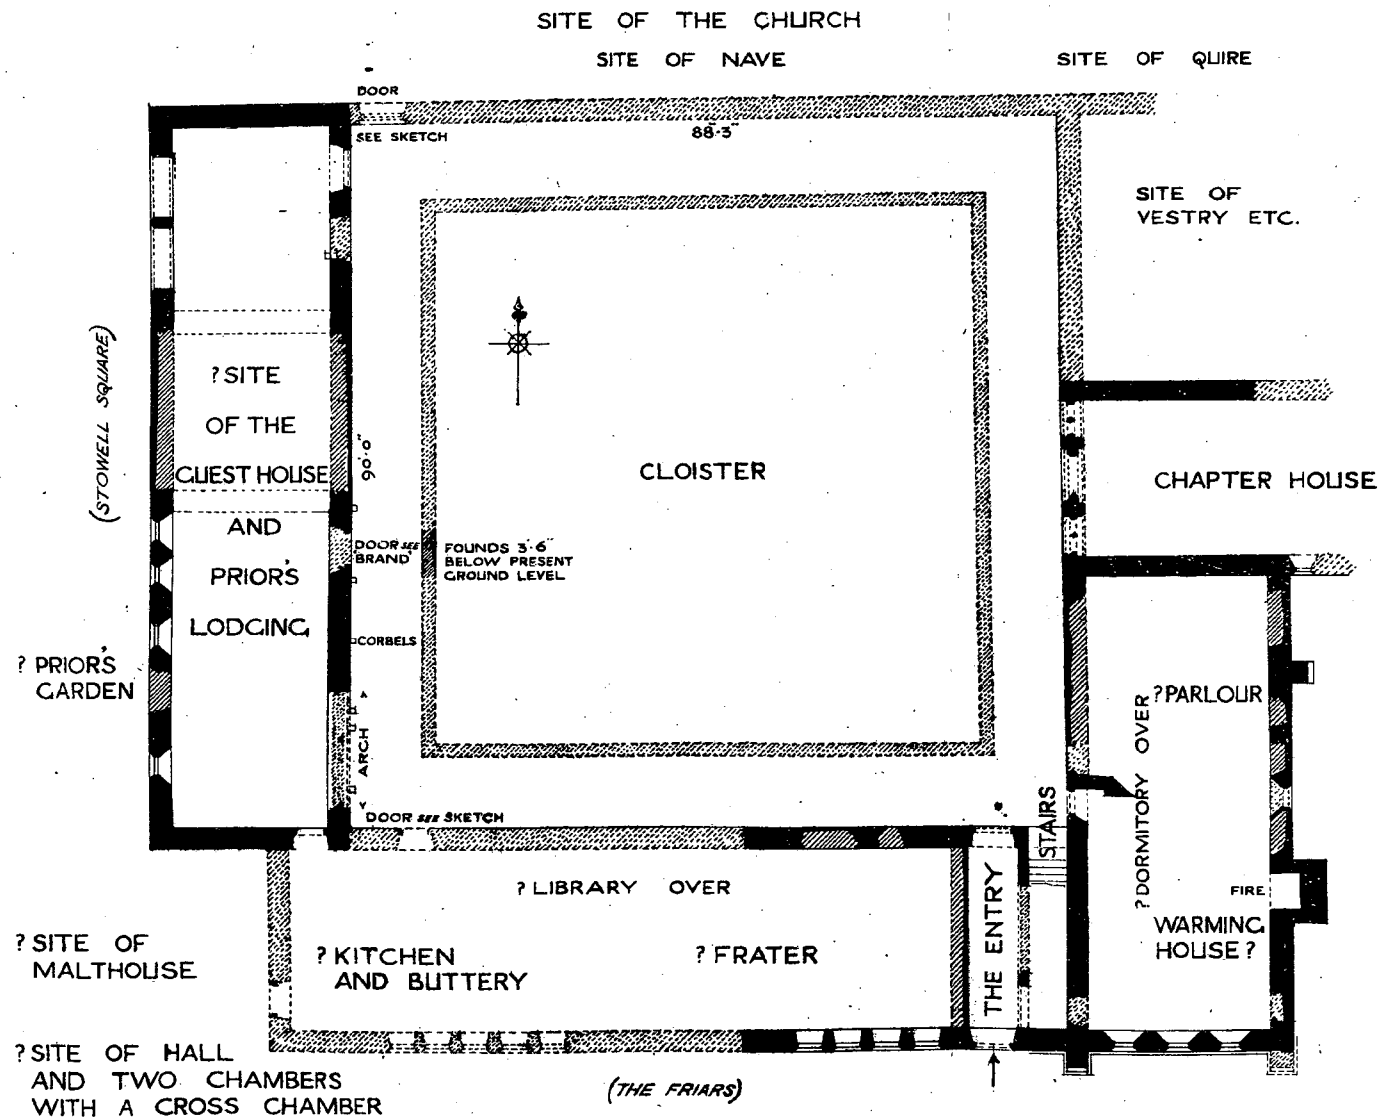 SITE OF THE CHURCH
SITE OF NAVE
SITE OF QUIRE
DOOR
SEE SKETCH
88'-3"
SITE OF
VESTRY ETC.
(STOWELL SQUARE)
? SITE
OF THE
GUEST HOUSE
AND
PRIOR'S
LODGING
90'-0"
CLOISTER
CHAPTER HOUSE
DOOR SEE
BRAND
FOUNDS 3'-6"
BELOW PRESENT
GROUND LEVEL
CORBELS
? PRIOR'S
GARDEN
ARCH
? PARLOUR
? DORMITORY OVER
DOOR SEE SKETCH
STAIRS
? LIBRARY OVER
THE ENTRY
FIRE
WARMING
HOUSE ?
? SITE OF
MALTHOUSE
? KITCHEN
AND BUTTERY
? FRATER
? SITE OF HALL
AND TWO CHAMBERS
WITH A CROSS CHAMBER
(THE FRIARS)